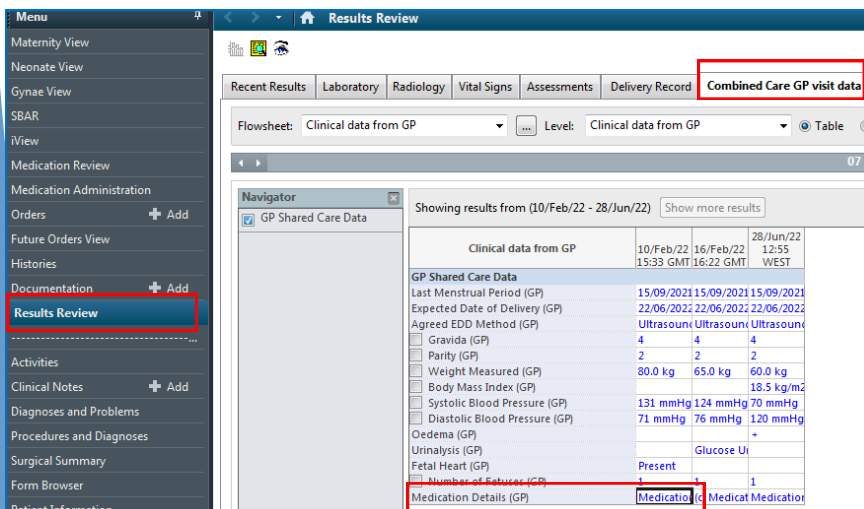 Menu
Maternity View
Neonate View
Gynae View
SBAR
iView
Medication Review
Medication Administration
Orders Add
Future Orders View
Histories
Documentation Add
Results Review
Activities
Clinical Notes Add
Diagnoses and Problems
Procedures and Diagnoses
Surgical Summary
Form Browser
Results Review
Recent Results Laboratory Radiology Vital Signs Assessments Delivery Record Combined Care GP visit data
Flowsheet: Clinical data from GP ... Level: Clinical data from GP Table
07
Navigator
GP Shared Care Data
Showing results from (10/Feb/22 - 28/Jun/22) Show more results
Clinical data from GP
10/Feb/22 15:33 GMT
16/Feb/22 16:22 GMT
28/Jun/22 12:55 WEST
GP Shared Care Data
Last Menstrual Period (GP) 15/09/2021 15/09/2021 15/09/2021
Expected Date of Delivery (GP) 22/06/2022 22/06/2022 22/06/2022
Agreed EDD Method (GP) Ultrasound Ultrasound Ultrasound
Gravida (GP) 4 4 4
Parity (GP) 2 2 2
Weight Measured (GP) 80.0 kg 65.0 kg 60.0 kg
Body Mass Index (GP) 18.5 kg/m2
Systolic Blood Pressure (GP) 131 mmHg 124 mmHg 70 mmHg
Diastolic Blood Pressure (GP) 71 mmHg 76 mmHg 120 mmHg
Oedema (GP) +
Urinalysis (GP) Glucose
Fetal Heart (GP) Present
Number of Fetuses (GP) 1 1 1
Medication Details (GP)